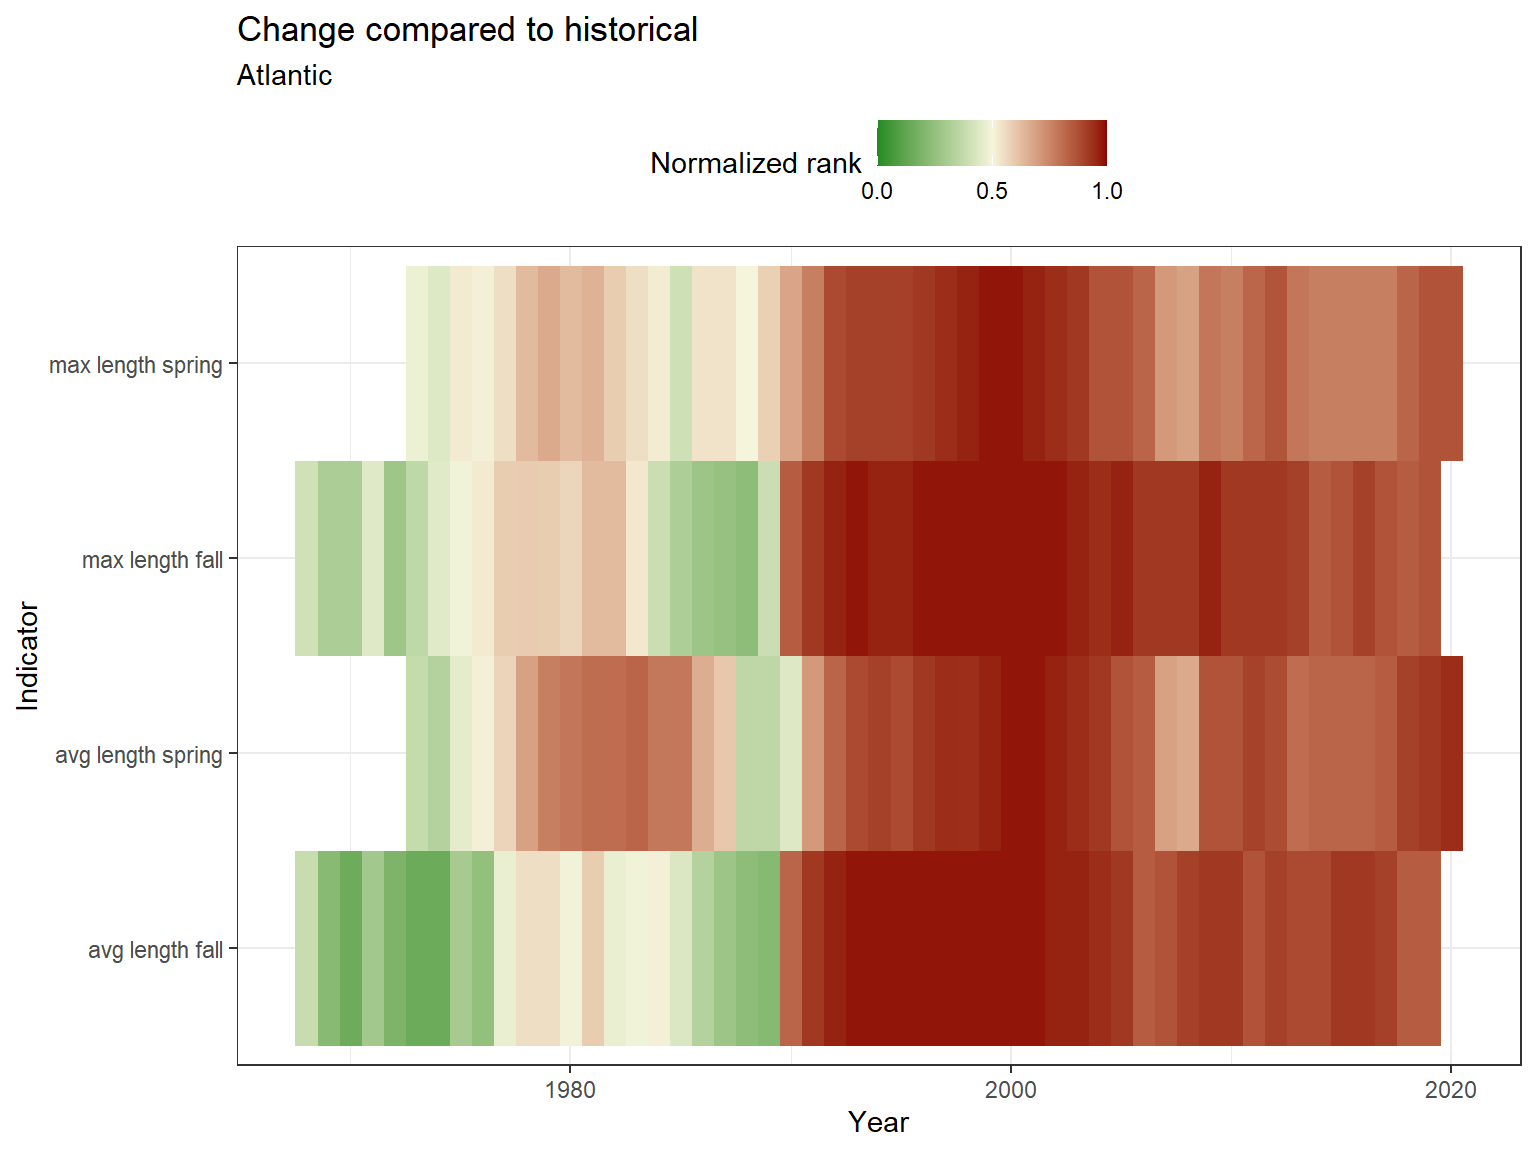 Change compared to historical
Atlantic
Normalized rank
0.0 0.5 1.0
max length spring
max length fall
avg length spring
avg length fall
Indicator
1980 2000 2020
Year